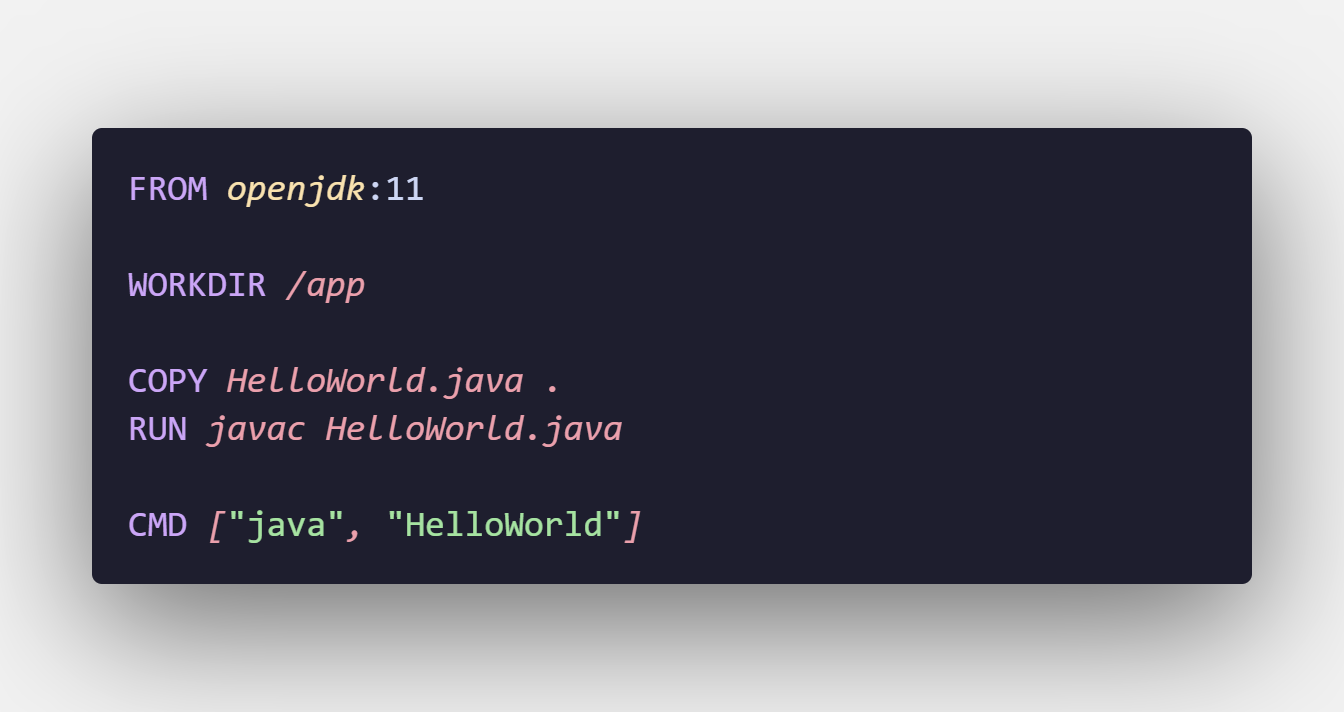 FROM openjdk:11
WORKDIR /app
COPY HelloWorld.java .
RUN javac HelloWorld.java
CMD ["java", "HelloWorld"]